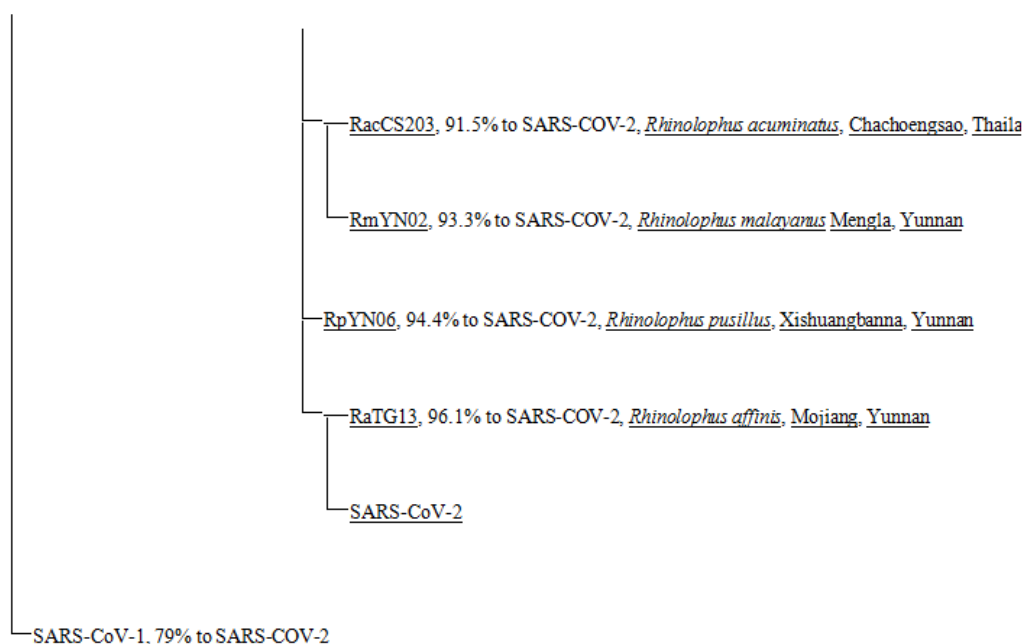 RacCS203, 91.5% to SARS-COV-2, Rhinolophus acuminatus, Chachoengsao, Thaila
RmYN02, 93.3% to SARS-COV-2, Rhinolophus malayanus Mengla, Yunnan
RpYN06, 94.4% to SARS-COV-2, Rhinolophus pusillus, Xishuangbanna, Yunnan
RaTG13, 96.1% to SARS-COV-2, Rhinolophus affinis, Mojiang, Yunnan
SARS-CoV-2
SARS-CoV-1, 79% to SARS-COV-2